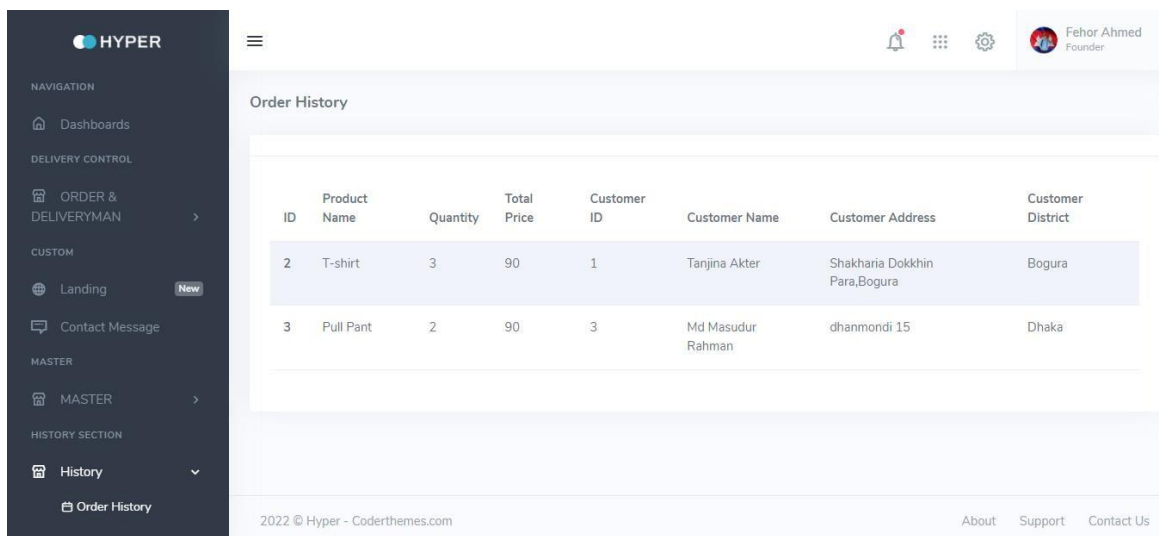 HYPER
Fehor Ahmed
Founder
NAVIGATION
Dashboards
DELIVERY CONTROL
ORDER &
DELIVERYMAN
CUSTOM
Landing New
Contact Message
MASTER
MASTER
HISTORY SECTION
History
Order History
Order History
ID Product Name Quantity Total Price Customer ID Customer Name Customer Address Customer District
2 T-shirt 3 90 1 Tanjina Akter Shakharia Dokkhin Bogura
Para,Bogura
3 Pull Pant 2 90 3 Md Masudur dhanmondi 15 Dhaka
Rahman
2022 © Hyper - Coderthemes.com About Support Contact Us